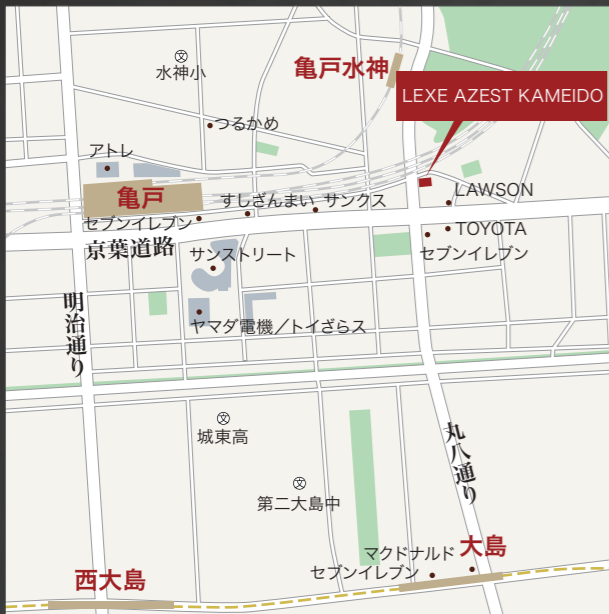 水神小
亀戸水神
LEXE AZEST KAMEIDO
つるかめ
アトレ
亀戸
すしざんまい
サンクス
LAWSON
セブンイレブン
TOYOTA
京葉道路
サンストリート
セブンイレブン
明治通り
ヤマダ電機／トイざらス
城東高
丸八通り
第二大島中
マクドナルド
大島
セブンイレブン
西大島